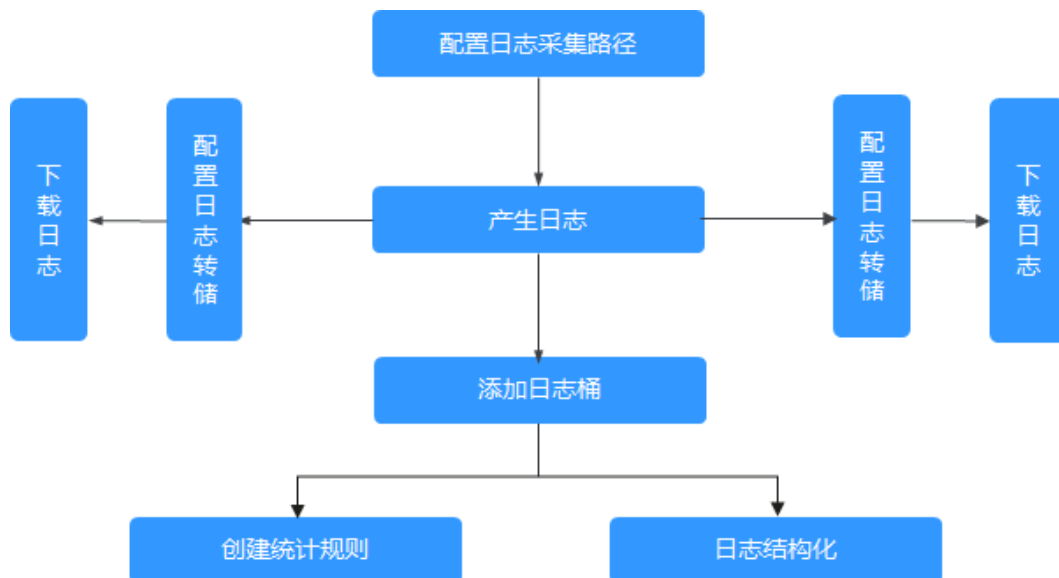 配置日志采集路径
下载日志
配置日志转储
产生日志
配置日志转储
下载日志
添加日志桶
创建统计规则
日志结构化